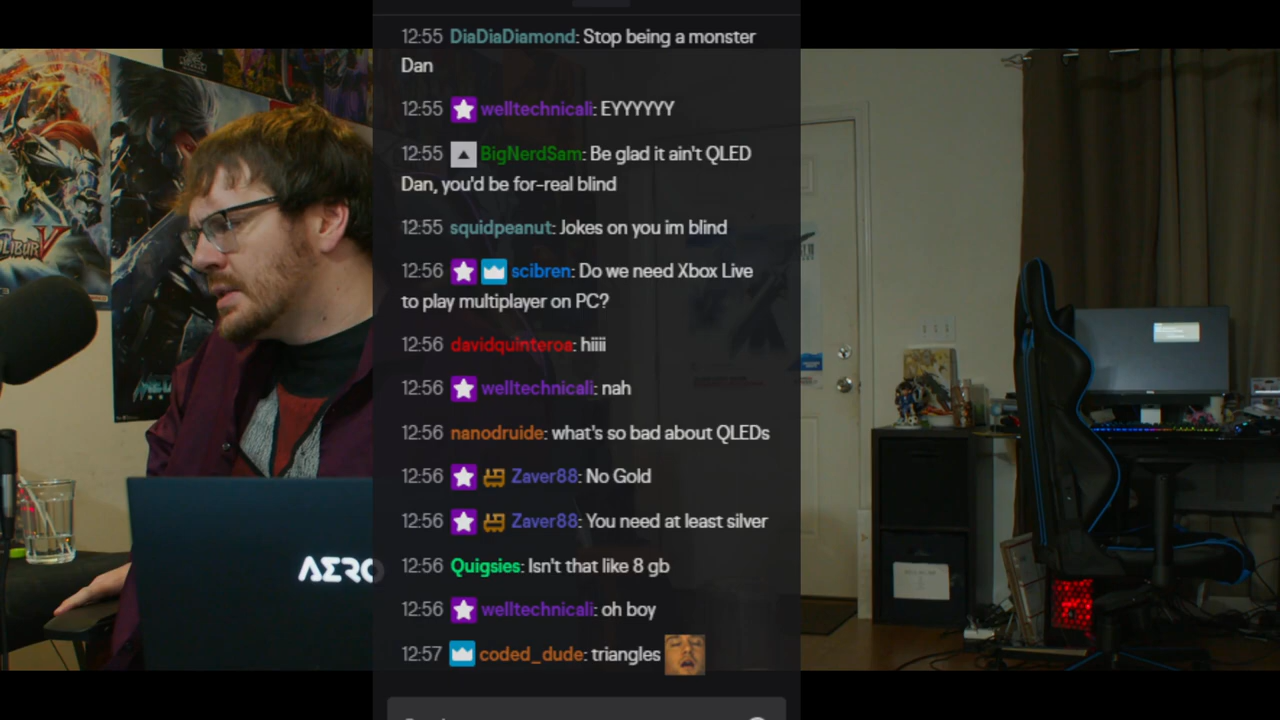 12:55 DiaDiaDiamond: Stop being a monster
Dan
12:55 welltechnicali: EYYYYYY
12:55 BigNerdSam: Be glad it ain't QLED
Dan, you'd be for-real blind
12:55 squidpeanut: Jokes on you im blind
12:56 scibren: Do we need Xbox Live
to play multiplayer on PC?
12:56 davidquinteroa: hiiii
12:56 welltechnicali: nah
12:56 nanodruide: what's so bad about QLEDs
12:56 Zaver88: No Gold
12:56 Zaver88: You need at least silver
12:56 Quigsies: Isn't that like 8 gb
12:56 welltechnicali: oh boy
12:57 coded_dude: triangles
AERO